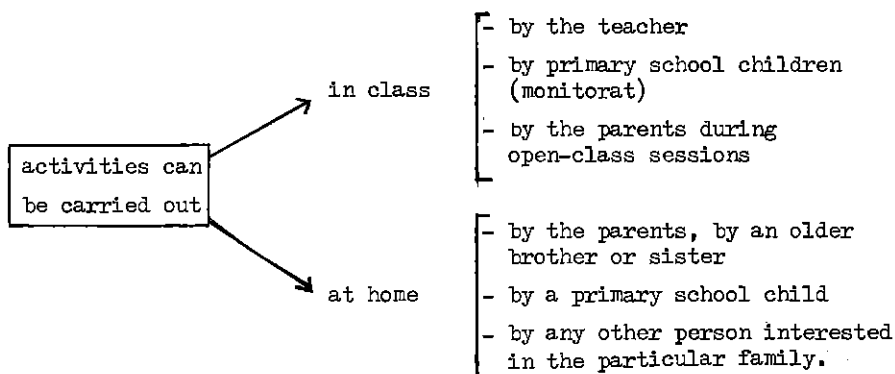 activities can
be carried out
in class
- by the teacher
- by primary school children
(monitorat)
- by the parents during
open-class sessions
at home
- by the parents, by an older
brother or sister
- by a primary school child
- by any other person interested
in the particular family.